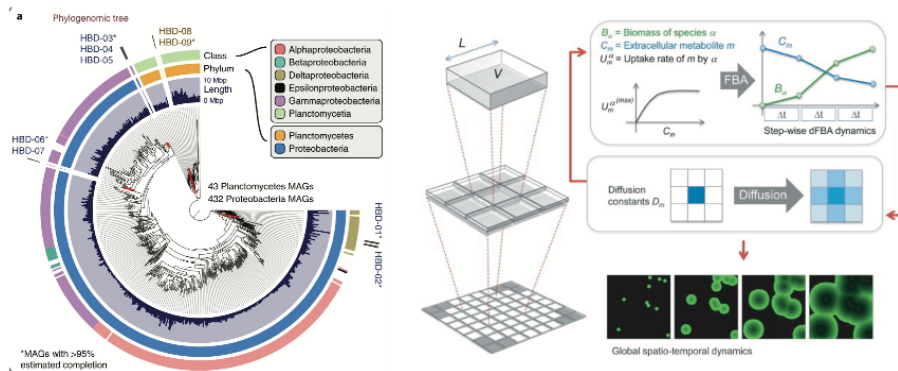 a
Phylogenomic tree
HBD-03*
HBD-04
HBD-05
HBD-08
HBD-09*
Class
Phylum
10 Mbp
Length
0 Mbp
Alphaproteobacteria
Betaproteobacteria
Deltaproteobacteria
Epsilonproteobacteria
Gammaproteobacteria
Planctomycetia
Planctomycetes
Proteobacteria
HBD-06*
HBD-07
43 Planctomycetes MAGs
432 Proteobacteria MAGs
HBD-01*
HBD-02*
*MAGs with >95%
estimated completion
L
V
Bα = Biomass of species α
Cm = Extracellular metabolite m
Umα = Uptake rate of m by α
Umα(max)
Cm
FBA
Cm
Bα
Δt Δt Δt
Step-wise dFBA dynamics
Diffusion
constants Dm
Diffusion
Global spatio-temporal dynamics